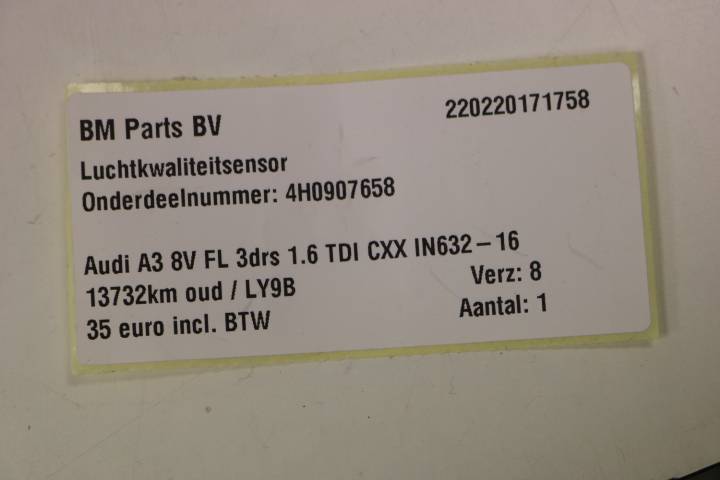 BM Parts BV 220220171758
Luchtkwaliteitsensor
Onderdeelnummer: 4H0907658
Audi A3 8V FL 3drs 1.6 TDI CXX IN632-16
13732km oud / LY9B Verz: 8
35 euro incl. BTW Aantal: 1